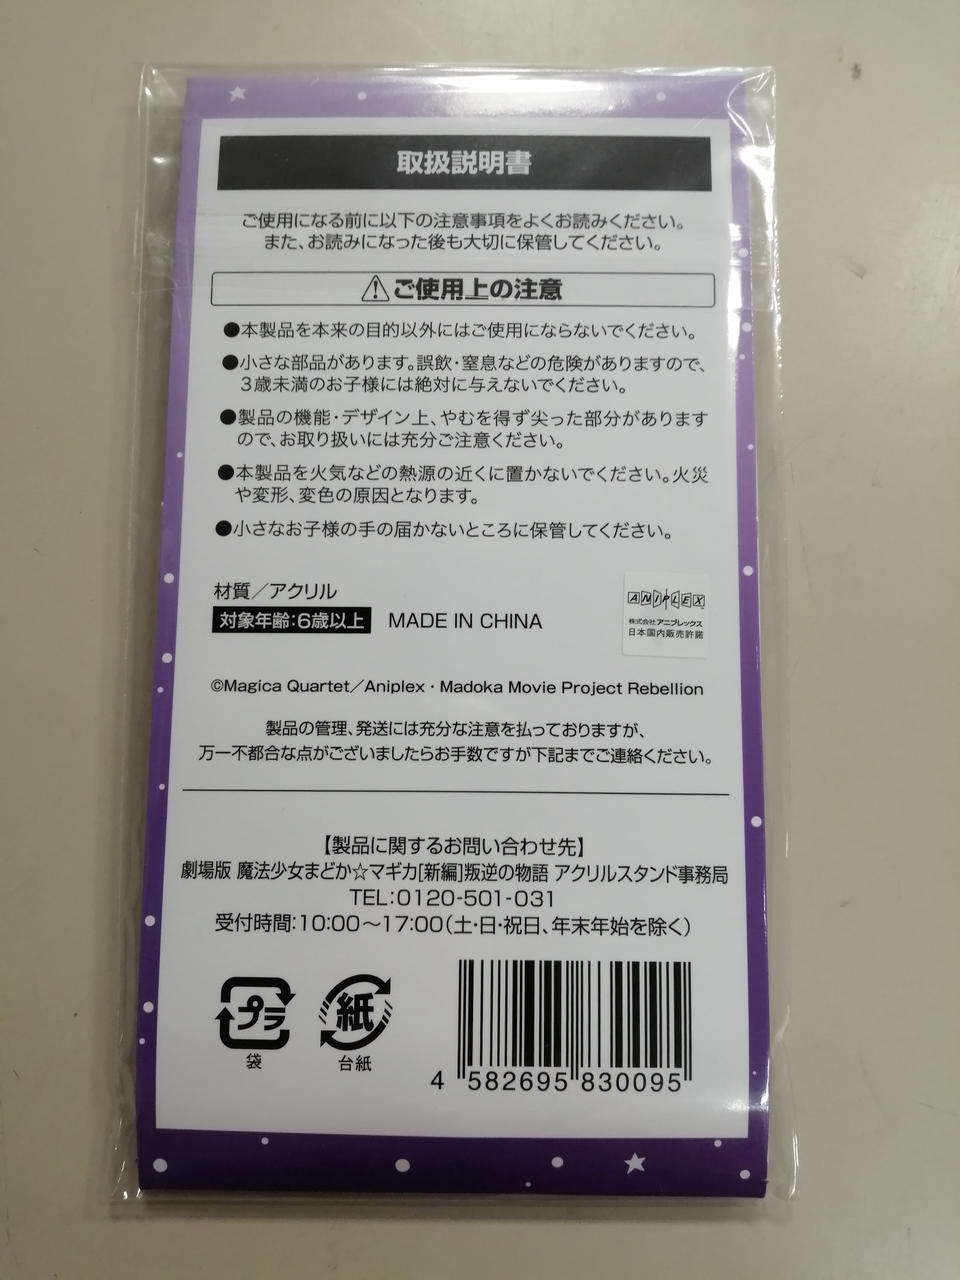 取扱説明書
ご使用になる前に以下の注意事項をよくお読みください。
また、お読みになった後も大切に保管してください。
⚠ご使用上の注意
●本製品を本来の目的以外にはご使用にならないでください。
●小さな部品があります。誤飲・窒息などの危険がありますので、
3歳未満のお子様には絶対に与えないでください。
●製品の機能・デザイン上、やむを得ず尖った部分があります
ので、お取り扱いには充分ご注意ください。
●本製品を火気などの熱源の近くに置かないでください。火災
や変形、変色の原因となります。
●小さなお子様の手の届かないところに保管してください。
材質／アクリル
対象年齢：6歳以上 MADE IN CHINA
ANIPLEX
株式会社アニプレックス
日本国内販売許諾
©Magica Quartet／Aniplex・Madoka Movie Project Rebellion
製品の管理、発送には充分な注意を払っておりますが、
万一不都合な点がございましたらお手数ですが下記までご連絡ください。
【製品に関するお問い合わせ先】
劇場版 魔法少女まどか☆マギカ[新編]叛逆の物語 アクリルスタンド事務局
TEL：0120-501-031
受付時間：10:00～17:00（土・日・祝日、年末年始を除く）
プラ
袋
紙
台紙
4 582695 830095